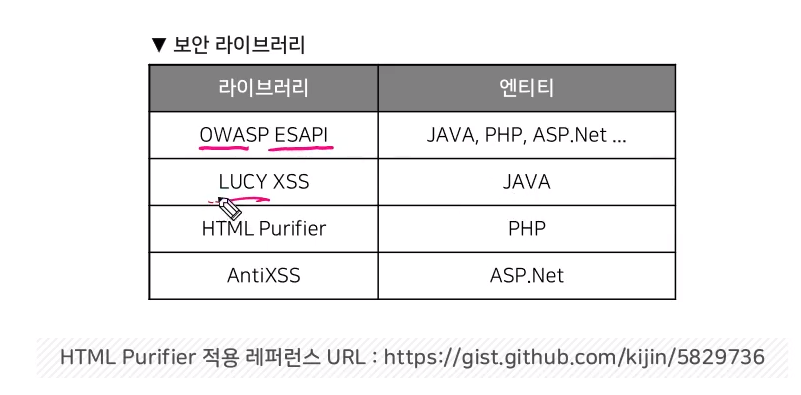 ▼ 보안 라이브러리
라이브러리 엔티티
OWASP ESAPI JAVA, PHP, ASP.Net ...
LUCY XSS JAVA
HTML Purifier PHP
AntiXSS ASP.Net
HTML Purifier 적용 레퍼런스 URL : https://gist.github.com/kijin/5829736